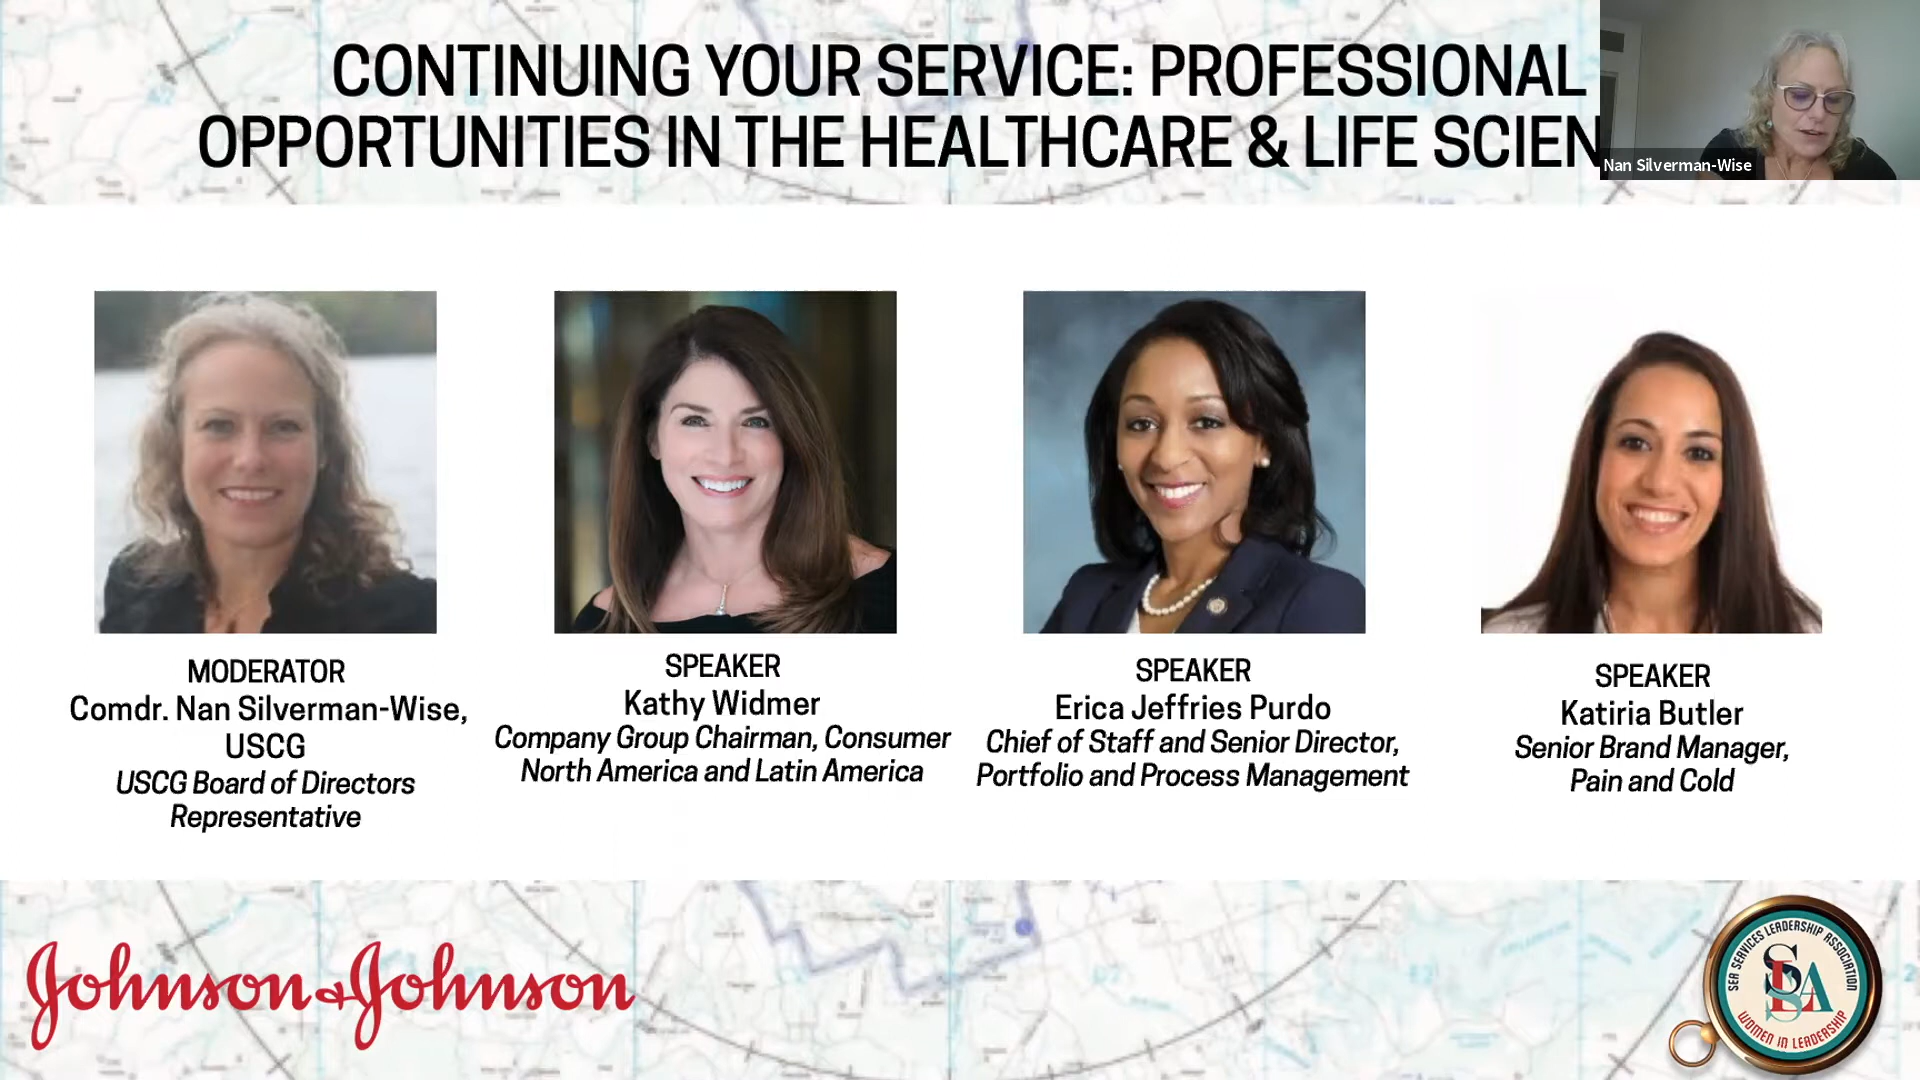 CONTINUING YOUR SERVICE: PROFESSIONAL
OPPORTUNITIES IN THE HEALTHCARE & LIFE SCIEN
Nan Silverman-Wise
MODERATOR
Comdr. Nan Silverman-Wise,
USCG
USCG Board of Directors
Representative
SPEAKER
Kathy Widmer
Company Group Chairman, Consumer
North America and Latin America
SPEAKER
Erica Jeffries Purdo
Chief of Staff and Senior Director,
Portfolio and Process Management
SPEAKER
Katiria Butler
Senior Brand Manager,
Pain and Cold
Johnson & Johnson
SEA SERVICES LEADERSHIP ASSOCIATION
SSLA
WOMEN IN LEADERSHIP